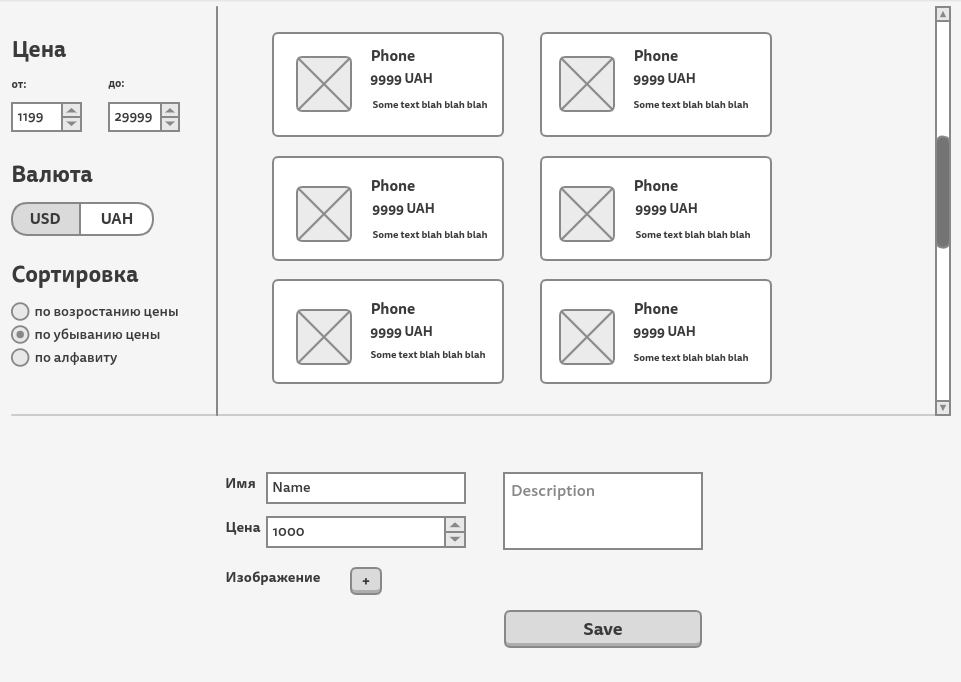 Цена
от:
до:
1199
29999
Валюта
USD
UAH
Сортировка
по возростанию цены
по убыванию цены
по алфавиту
Phone
9999 UAH
Some text blah blah blah
Phone
9999 UAH
Some text blah blah blah
Phone
9999 UAH
Some text blah blah blah
Phone
9999 UAH
Some text blah blah blah
Phone
9999 UAH
Some text blah blah blah
Phone
9999 UAH
Some text blah blah blah
Имя
Name
Цена
1000
Изображение
+
Description
Save